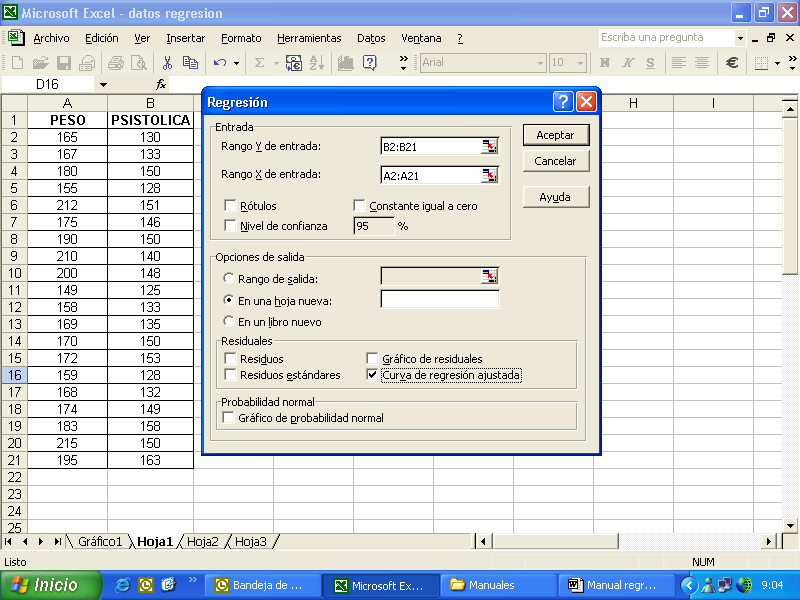 Microsoft Excel - datos regresion
Archivo Edición Ver Insertar Formato Herramientas Datos Ventana ?
Escriba una pregunta
Arial 10 N K S €
D16 fx
A B H I
1 PESO PSISTOLICA
2 165 130
3 167 133
4 180 150
5 155 128
6 212 151
7 175 146
8 190 150
9 210 140
10 200 148
11 149 125
12 158 133
13 169 135
14 170 150
15 172 153
16 159 128
17 168 132
18 174 149
19 183 158
20 215 150
21 195 163
22
23
24
25
Regresión
Entrada
Rango Y de entrada: B2:B21
Rango X de entrada: A2:A21
Rótulos Constante igual a cero
Nivel de confianza 95 %
Aceptar
Cancelar
Ayuda
Opciones de salida
Rango de salida:
En una hoja nueva:
En un libro nuevo
Residuales
Residuos Gráfico de residuales
Residuos estándares Curva de regresión ajustada
Probabilidad normal
Gráfico de probabilidad normal
Gráfico1 Hoja1 Hoja2 Hoja3
Listo NUM
Inicio Bandeja de ... Microsoft Ex... Manuales Manual regr... 9:04